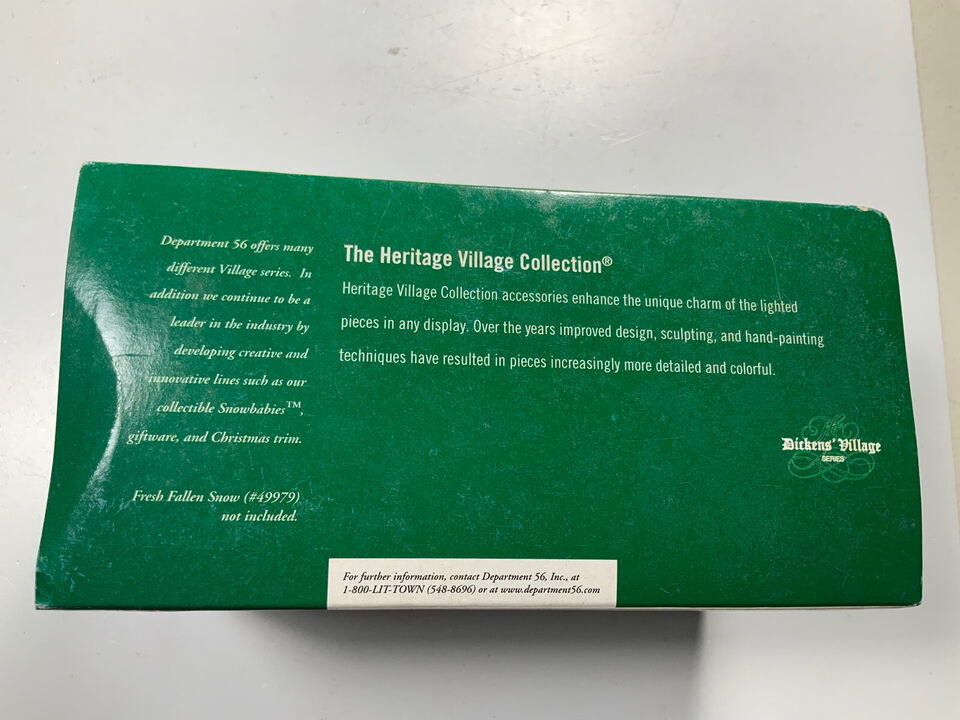 Department 56 offers many
different Village series. In
addition we continue to be a
leader in the industry by
developing creative and
innovative lines such as our
collectible Snowbabies™,
giftware, and Christmas trim.
Fresh Fallen Snow (#49979)
not included.
The Heritage Village Collection®
Heritage Village Collection accessories enhance the unique charm of the lighted
pieces in any display. Over the years improved design, sculpting, and hand-painting
techniques have resulted in pieces increasingly more detailed and colorful.
Dickens' Village
SERIES
For further information, contact Department 56, Inc., at
1-800-LIT-TOWN (548-8696) or at www.department56.com